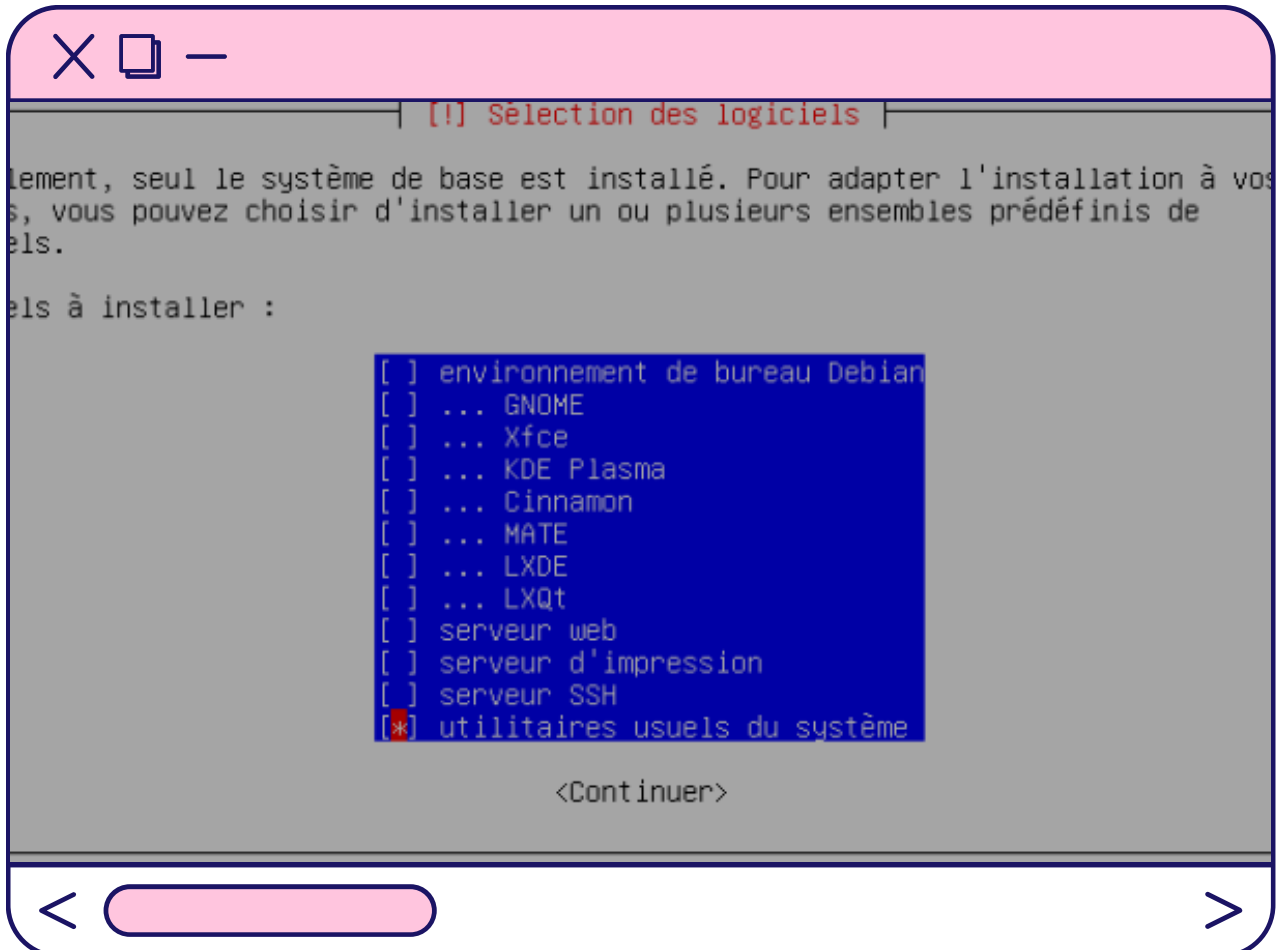 [!] Sélection des logiciels
lement, seul le système de base est installé. Pour adapter l'installation à vos
s, vous pouvez choisir d'installer un ou plusieurs ensembles prédéfinis de
els.
els à installer :
[ ] environnement de bureau Debian
[ ] ... GNOME
[ ] ... Xfce
[ ] ... KDE Plasma
[ ] ... Cinnamon
[ ] ... MATE
[ ] ... LXDE
[ ] ... LXQt
[ ] serveur web
[ ] serveur d'impression
[ ] serveur SSH
[*] utilitaires usuels du système
<Continuer>